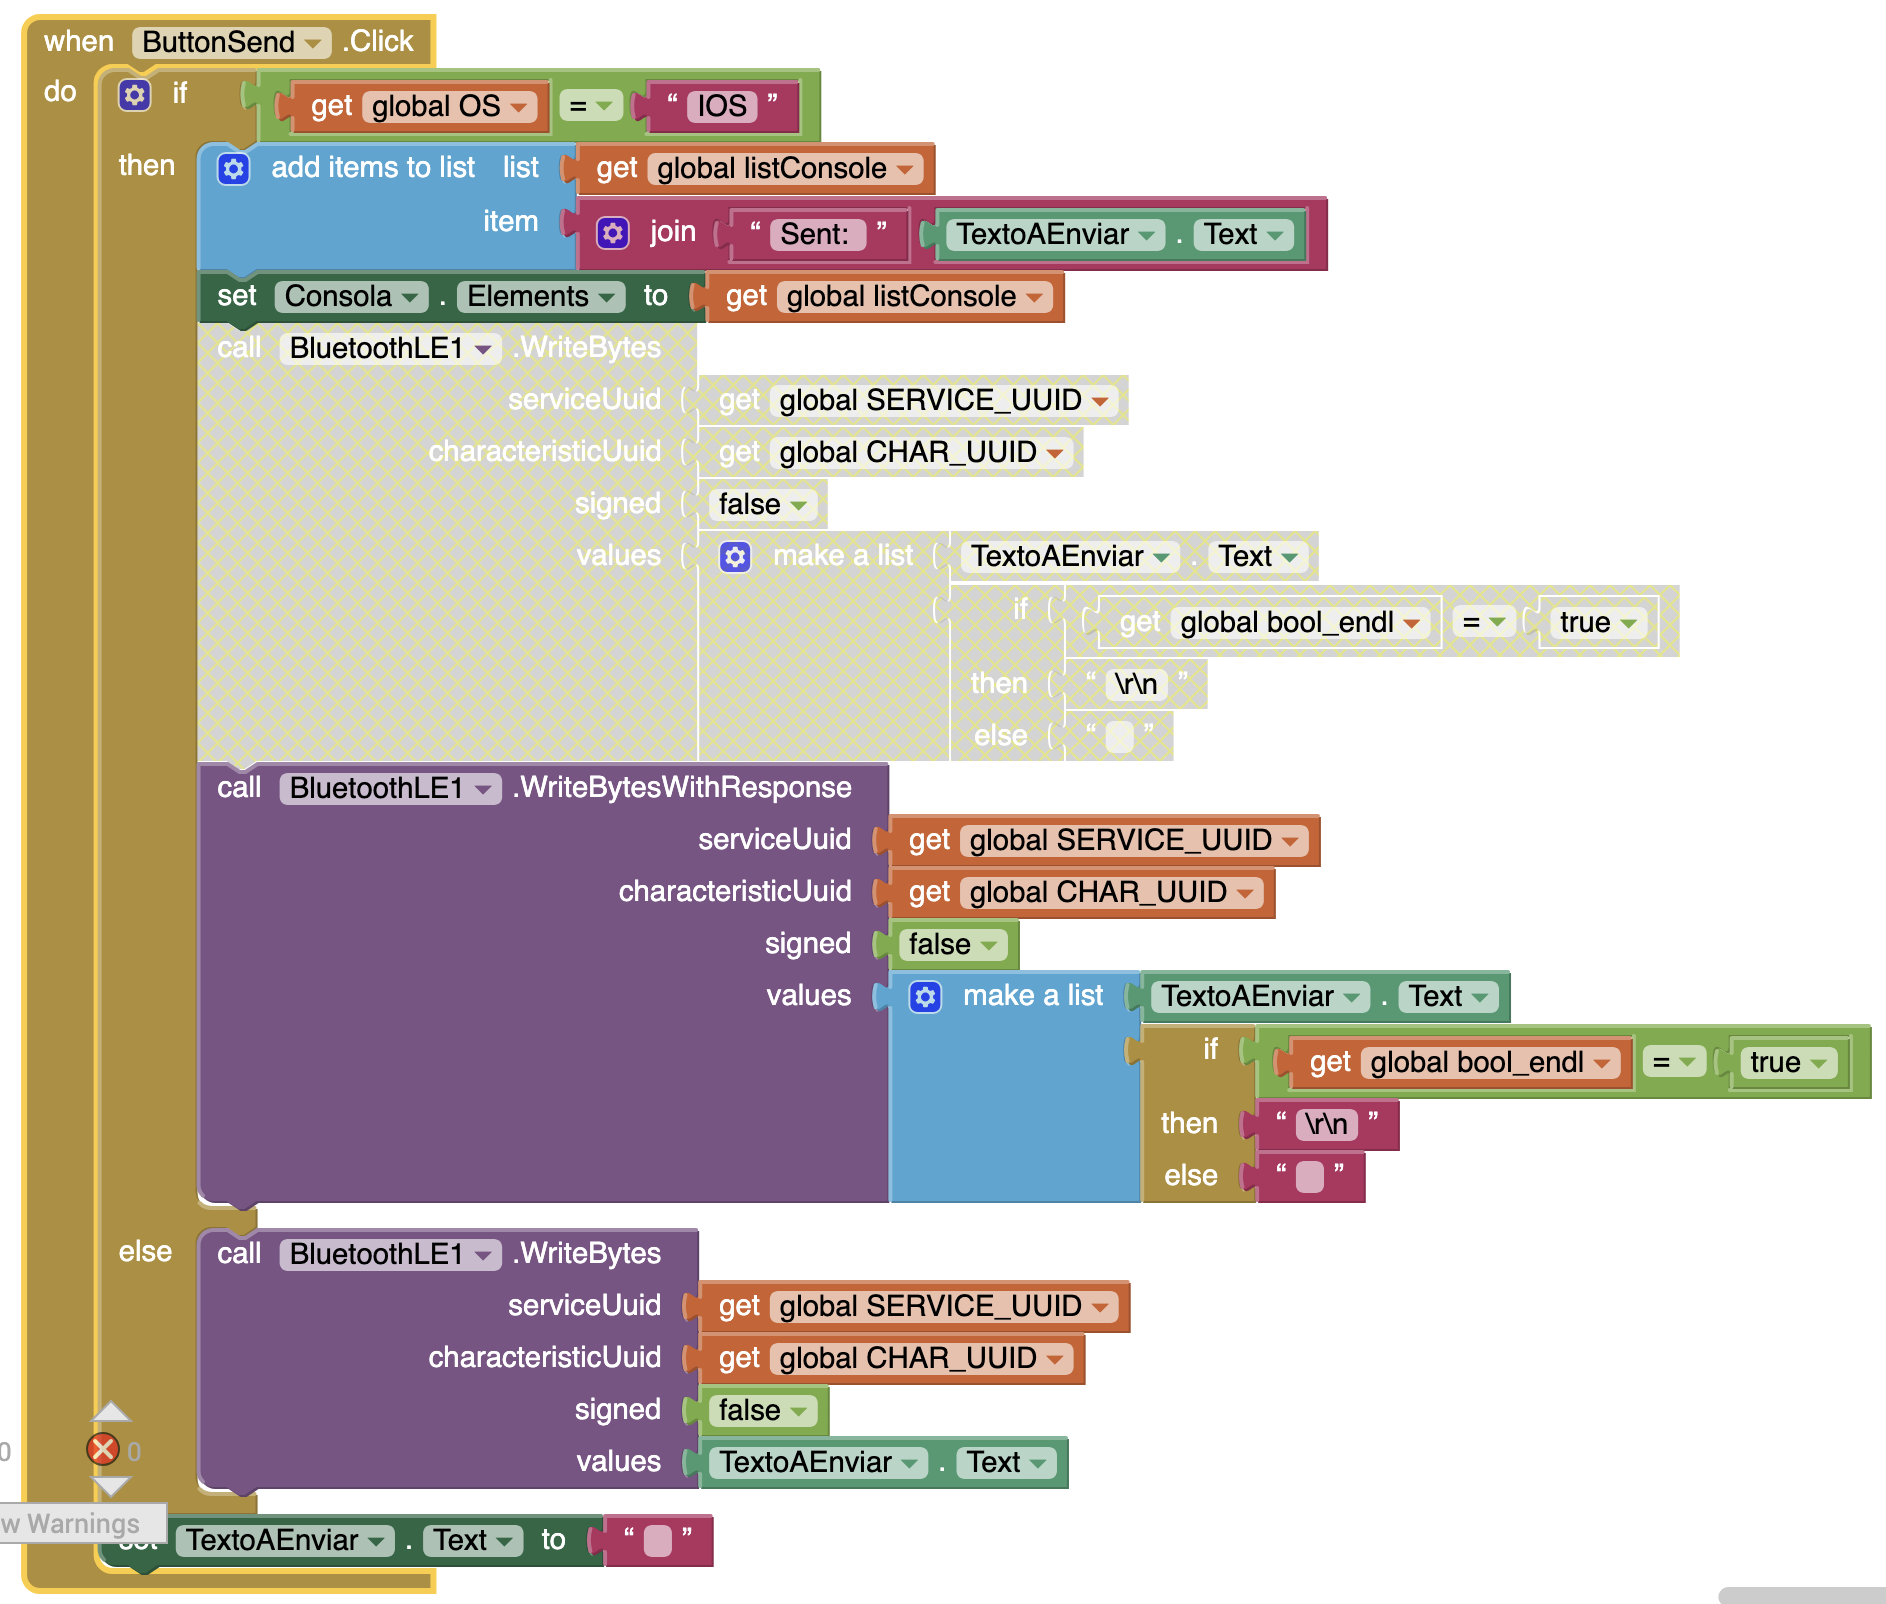 when ButtonSend .Click
do if get global OS = “ IOS ”
then add items to list list get global listConsole
item join “ Sent: ” TextoAEnviar . Text
set Consola . Elements to get global listConsole
call BluetoothLE1 .WriteBytes
serviceUuid get global SERVICE_UUID
characteristicUuid get global CHAR_UUID
signed false
values make a list TextoAEnviar . Text
if get global bool_endl = true
then “ \r\n ”
else “ ”
call BluetoothLE1 .WriteBytesWithResponse
serviceUuid get global SERVICE_UUID
characteristicUuid get global CHAR_UUID
signed false
values make a list TextoAEnviar . Text
if get global bool_endl = true
then “ \r\n ”
else “ ”
else call BluetoothLE1 .WriteBytes
serviceUuid get global SERVICE_UUID
characteristicUuid get global CHAR_UUID
signed false
0 0
values TextoAEnviar . Text
w Warnings
set TextoAEnviar . Text to “ ”